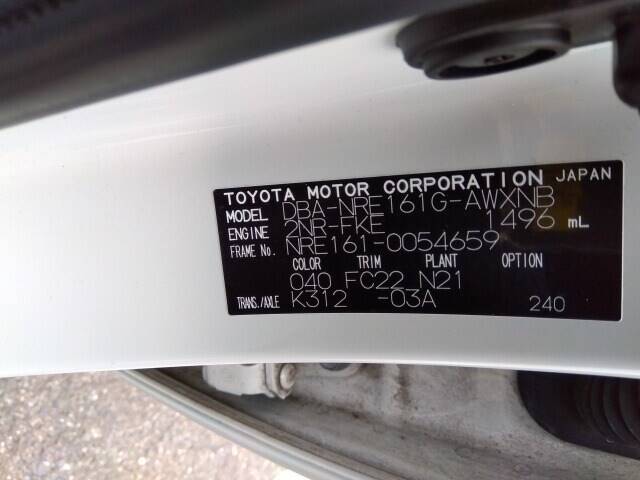 TOYOTA MOTOR CORPORATION JAPAN
MODEL DBA-NRE161G-AWXNB
ENGINE 2NR-FKE 1496 mL
FRAME No. NRE161-0054659
COLOR TRIM PLANT OPTION
040 FC22 N21
TRANS./AXLE K312 -03A 240